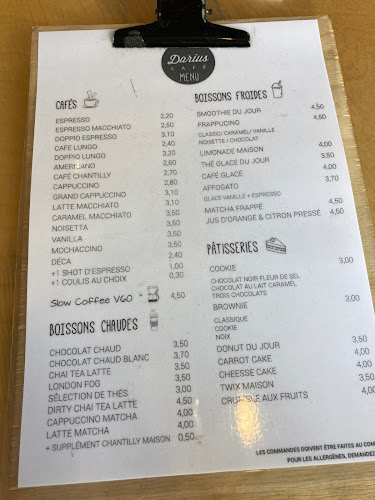 Darius
CAFÉ
MENU
CAFÉS
ESPRESSO 2,20
ESPRESSO MACCHIATO 2,50
DOPPIO ESPRESSO 3,10
CAFE LUNGO 2,40
DOPPIO LUNGO 3,20
AMERICANO 2,60
CAFÉ CHANTILLY 2,70
CAPPUCCINO 2,80
GRAND CAPPUCCINO 3,10
LATTE MACCHIATO 3,10
CARAMEL MACCHIATO 3,50
NOISETTA 3,50
VANILLA 3,50
MOCHACCINO 3,50
DÉCA 2,40
+1 SHOT D'ESPRESSO 1,00
+1 COULIS AU CHOIX 0,30
Slow Coffee V60 4,50
BOISSONS CHAUDES
CHOCOLAT CHAUD 3,50
CHOCOLAT CHAUD BLANC 3,70
CHAI TEA LATTE 3,50
LONDON FOG 3,50
SÉLECTION DE THÉS 3,00
DIRTY CHAI TEA LATTE 4,50
CAPPUCCINO MATCHA 4,00
LATTE MATCHA 4,00
+ SUPPLÉMENT CHANTILLY MAISON 0,50
BOISSONS FROIDES
SMOOTHIE DU JOUR 4,50
FRAPPUCINO 4,50
CLASSIC/ CARAMEL/ VANILLE
NOISETTE / CHOCOLAT
LIMONADE MAISON 4,00
THÉ GLACÉ DU JOUR 3,50
CAFÉ GLACÉ 4,00
AFFOGATO 3,70
GLACE VANILLE + ESPRESSO
MATCHA FRAPPÉ 4,50
JUS D'ORANGE & CITRON PRESSÉ 4,50
PÂTISSERIES
COOKIE 3,00
CHOCOLAT NOIR FLEUR DE SEL
CHOCOLAT AU LAIT CARAMEL
TROIS CHOCOLATS
BROWNIE 3,00
CLASSIQUE
COOKIE
NOIX
DONUT DU JOUR 3,50
CARROT CAKE 4,00
CHEESSE CAKE 4,00
TWIX MAISON 3,50
CRUMBLE AUX FRUITS 4,00
LES COMMANDES DOIVENT ÊTRE FAITES AU
POUR LES ALLERGÈNES, DEMANDEZ